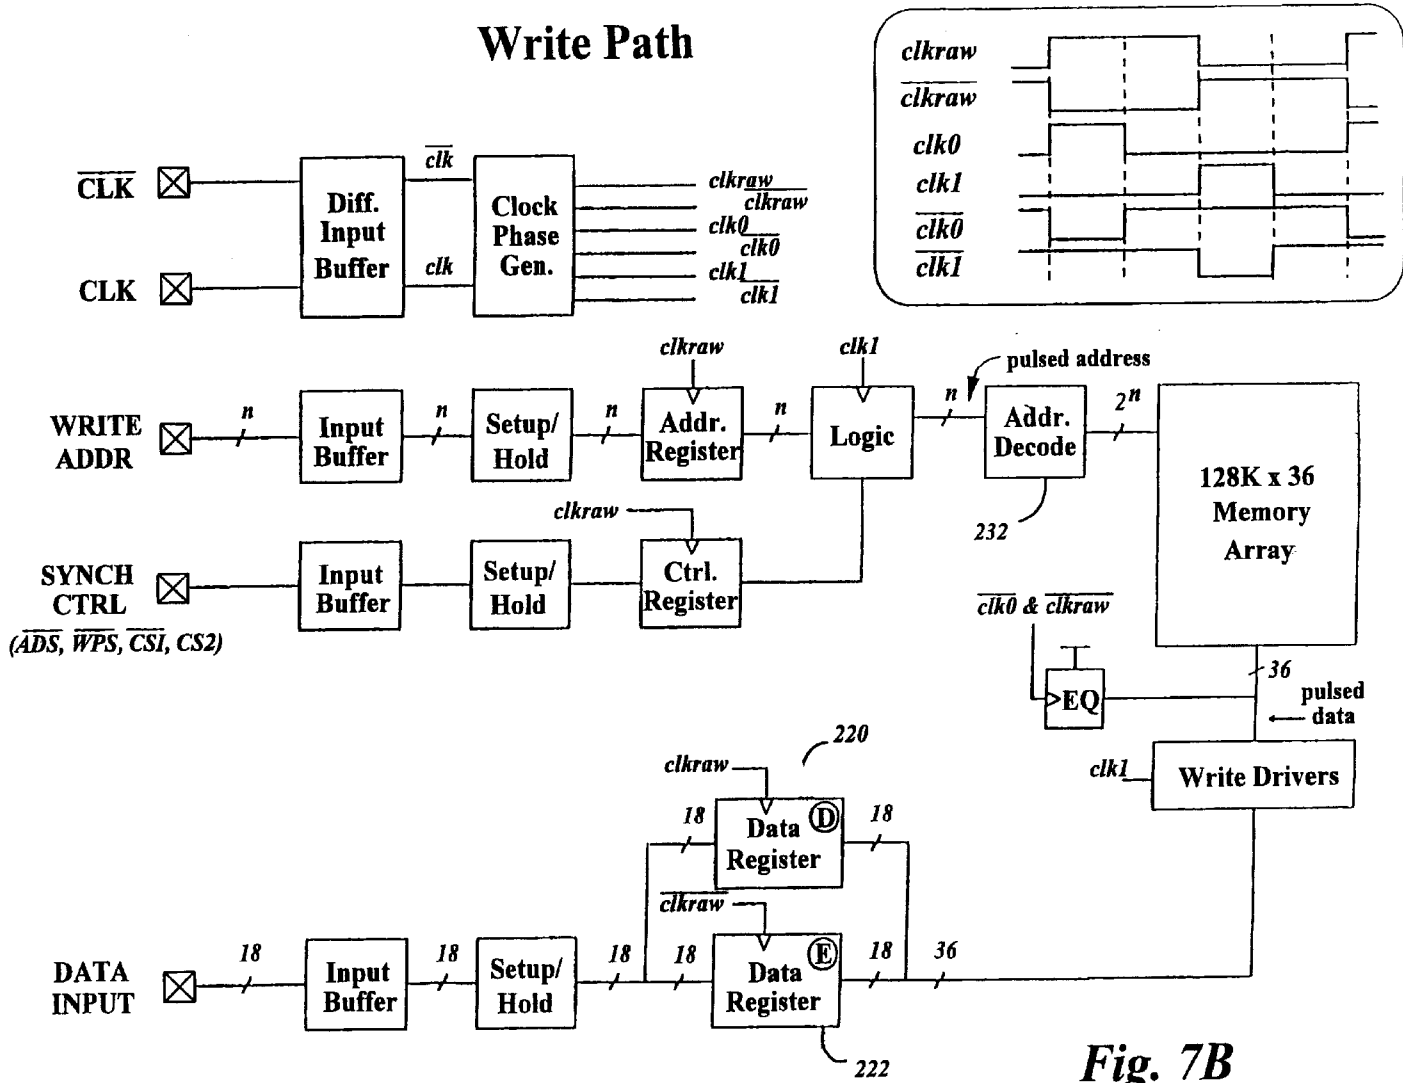 Write Path
clkraw
clkraw
clk0
clk1
clk0
clk1
CLK
CLK
Diff.
Input
Buffer
clk
clk
Clock
Phase
Gen.
clkraw
clkraw
clk0
clk0
clk1
clk1
WRITE
ADDR
n
Input
Buffer
n
Setup/
Hold
n
clkraw
Addr.
Register
n
clk1
Logic
n
pulsed address
Addr.
Decode
232
2ⁿ
128K x 36
Memory
Array
SYNCH
CTRL
(ADS, WPS, CSI, CS2)
Input
Buffer
Setup/
Hold
clkraw
Ctrl.
Register
clk0 & clkraw
EQ
36
pulsed
data
clk1
Write Drivers
220
clkraw
18
Data D
Register
18
clkraw
DATA
INPUT
18
Input
Buffer
18
Setup/
Hold
18
18
Data E
Register
18
36
222
Fig. 7B